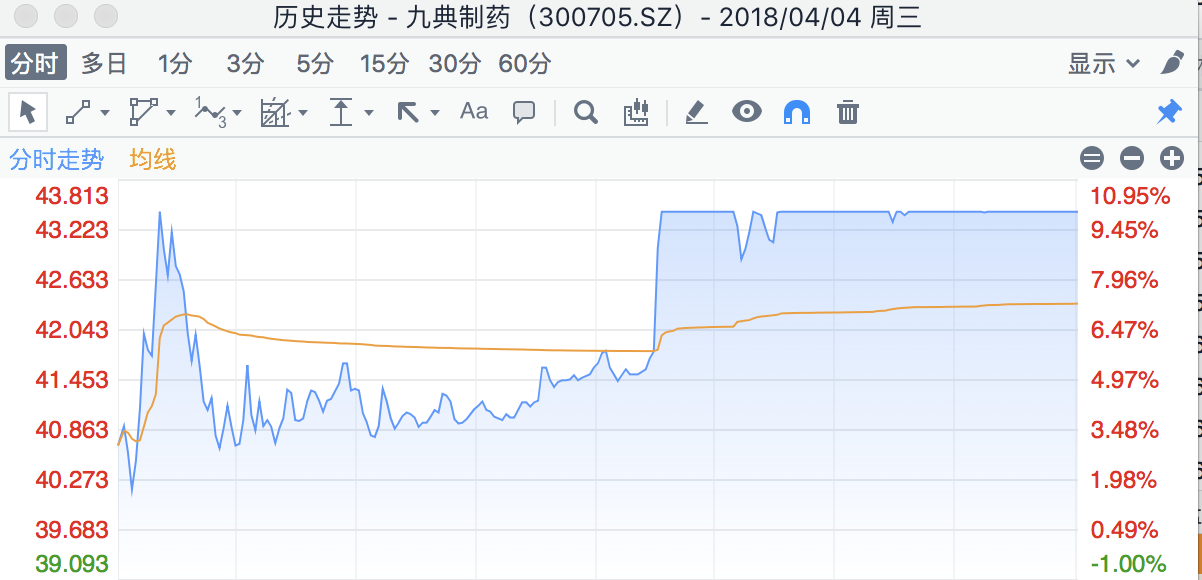 历史走势 - 九典制药（300705.SZ）- 2018/04/04 周三
分时 多日 1分 3分 5分 15分 30分 60分 显示
1 3 Aa
分时走势 均线
43.813 10.95%
43.223 9.45%
42.633 7.96%
42.043 6.47%
41.453 4.97%
40.863 3.48%
40.273 1.98%
39.683 0.49%
39.093 -1.00%